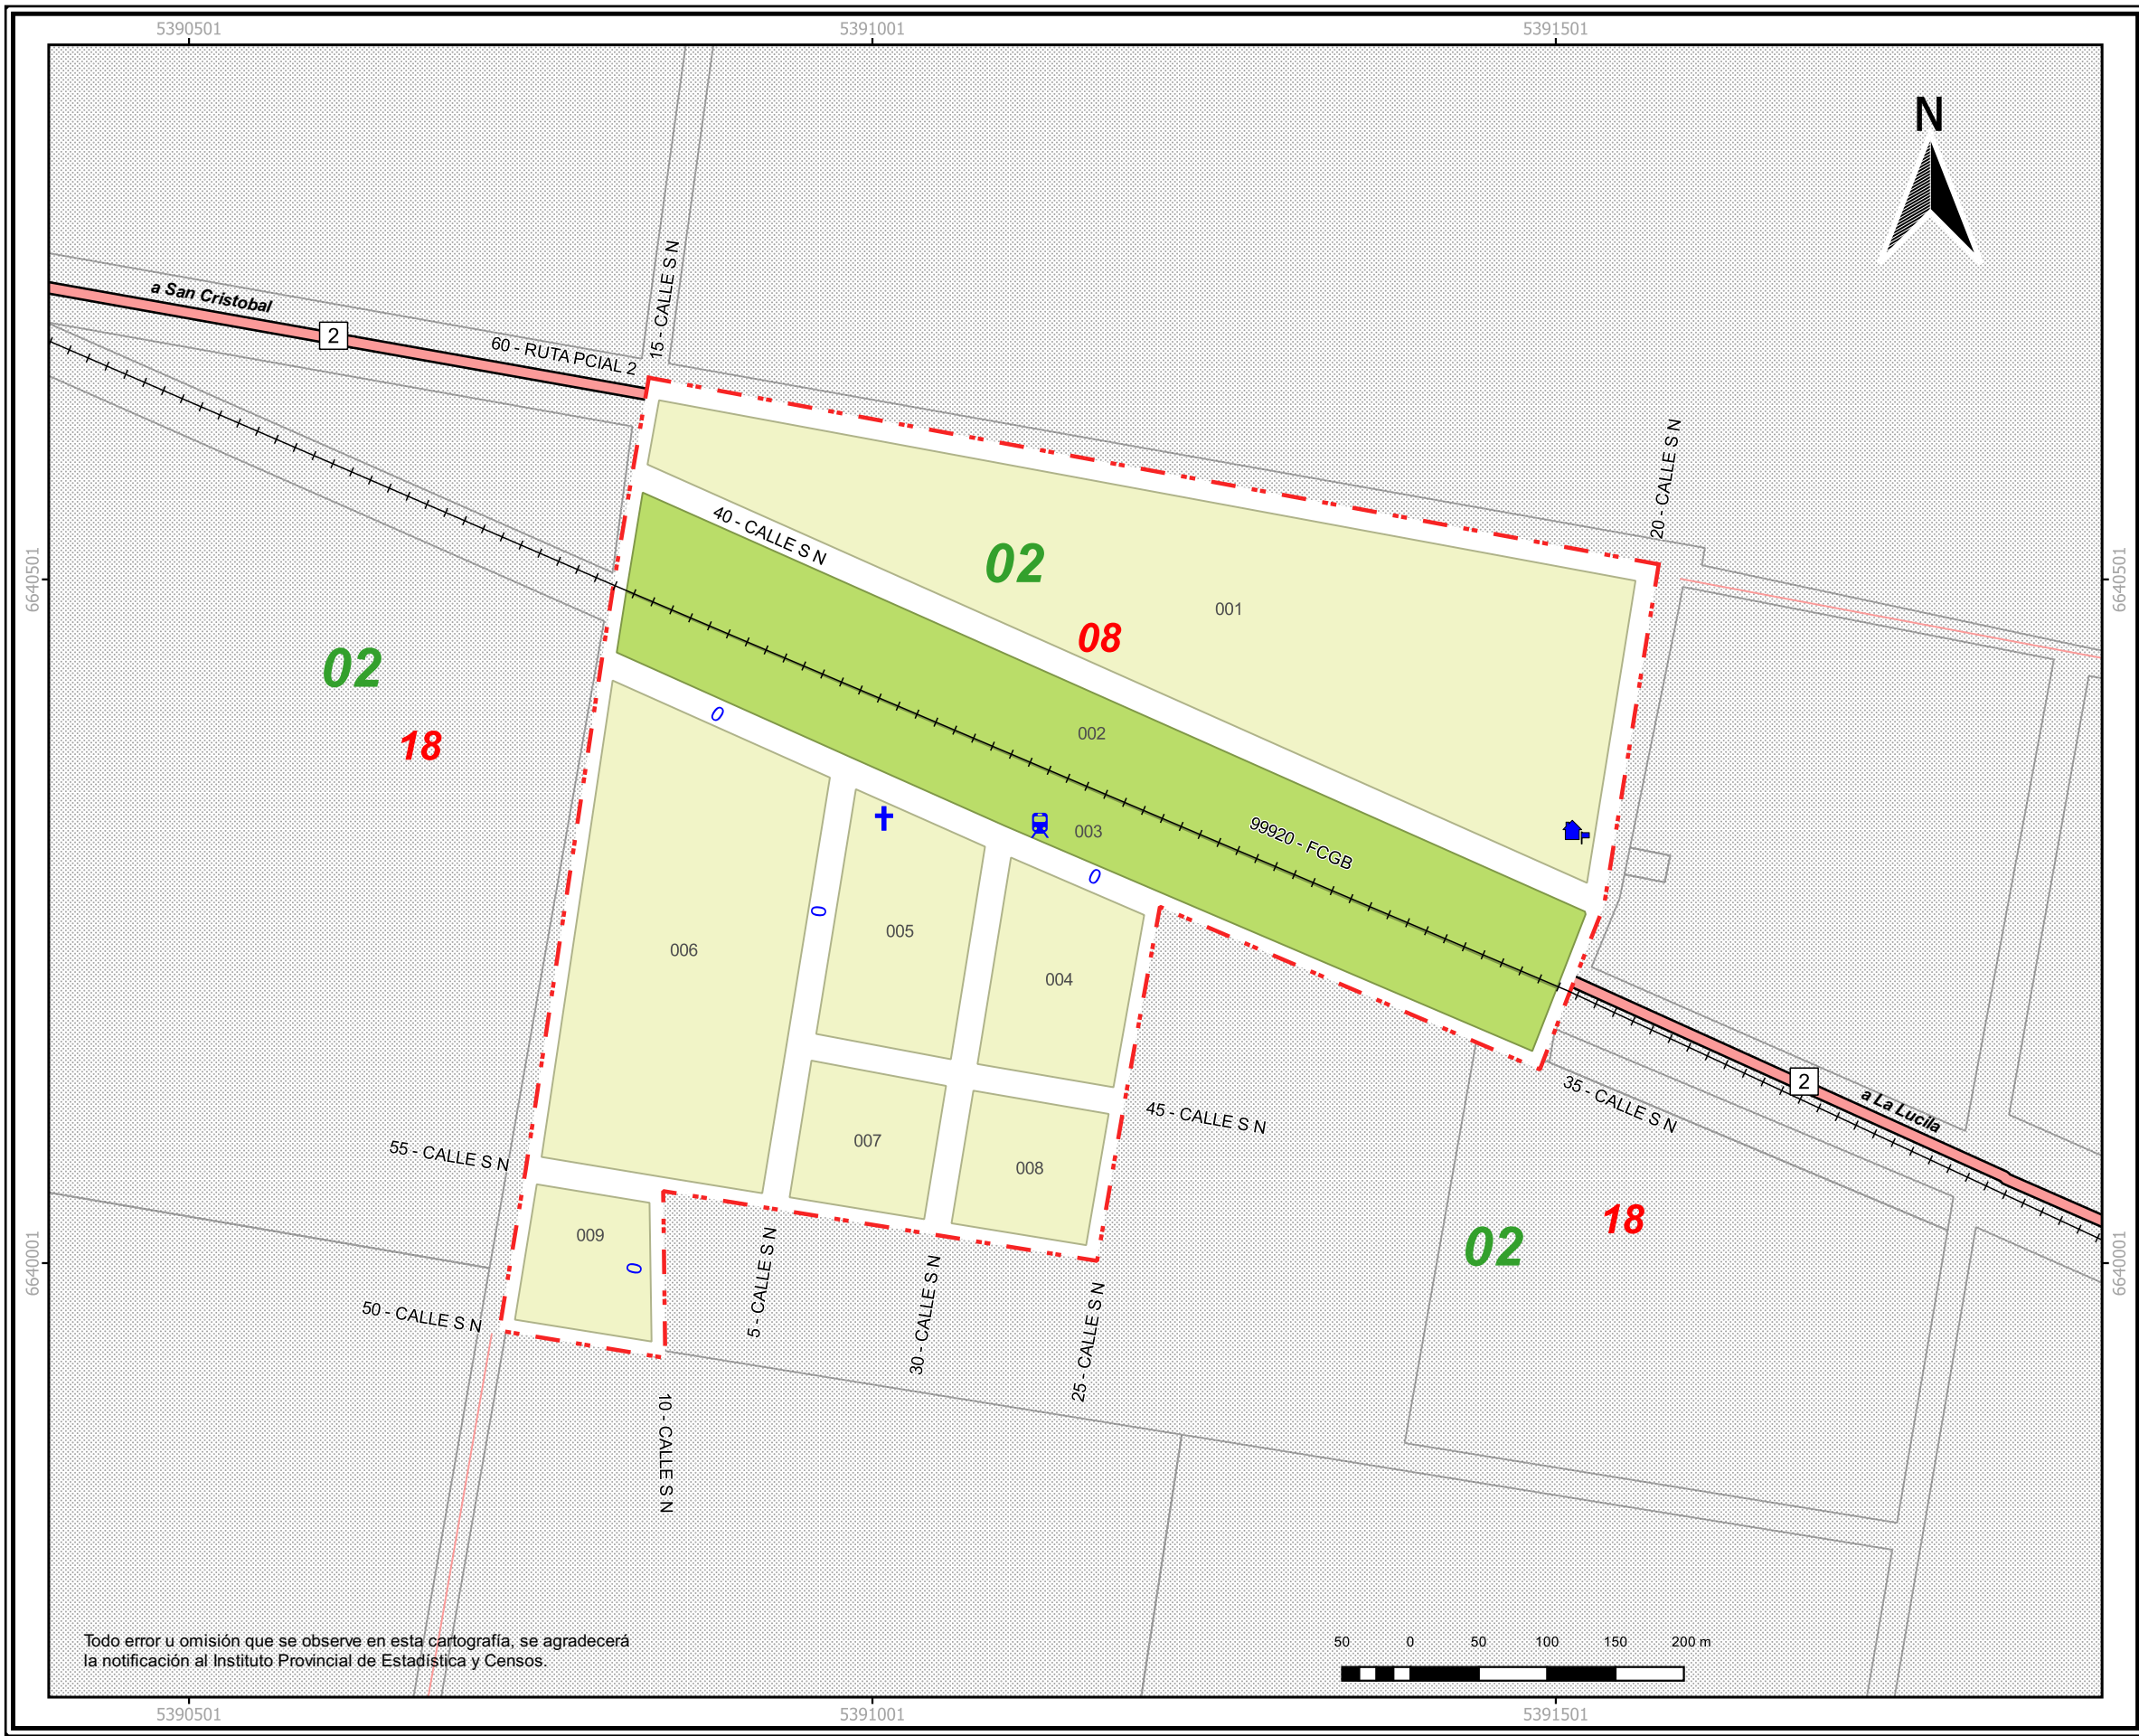 5390501
5391001
5391501
N
15 - CALLE S N
a San Cristobal
2
60 - RUTA PCIAL 2
20 - CALLE S N
40 - CALLE S N
02
001
08
6640501
6640501
02
18
0
002
003
99920 - FCGB
0
0
005
006
004
2
a La Lucila
35 - CALLE S N
45 - CALLE S N
007
008
55 - CALLE S N
009
0
02
18
6640001
6640001
50 - CALLE S N
5 - CALLE S N
30 - CALLE S N
25 - CALLE S N
10 - CALLE S N
Todo error u omisión que se observe en esta cartografía, se agradecerá
la notificación al Instituto Provincial de Estadística y Censos.
50 0 50 100 150 200 m
5390501
5391001
5391501